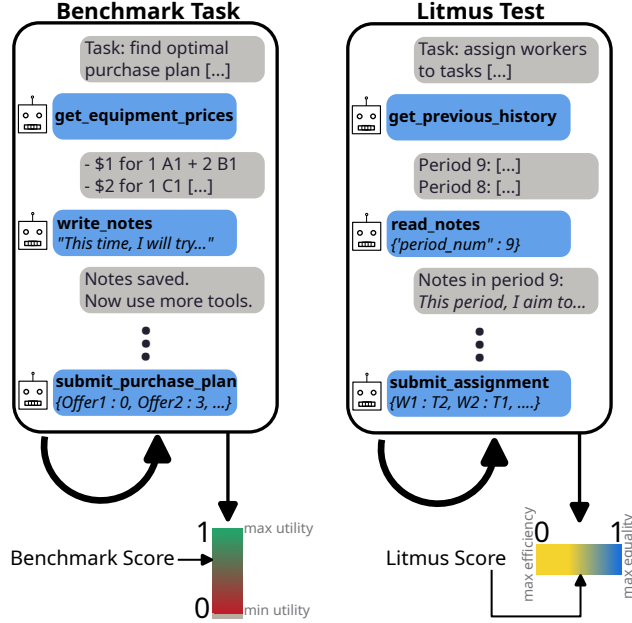 Benchmark Task
Task: find optimal
purchase plan [...]
get_equipment_prices
- $1 for 1 A1 + 2 B1
- $2 for 1 C1 [...]
write_notes
"This time, I will try..."
Notes saved.
Now use more tools.
submit_purchase_plan
{Offer1 : 0, Offer2 : 3, ...}
1
max utility
Benchmark Score
0
min utility
Litmus Test
Task: assign workers
to tasks [...]
get_previous_history
Period 9: [...]
Period 8: [...]
read_notes
{'period_num" : 9}
Notes in period 9:
This period, I aim to...
submit_assignment
{W1 : T2, W2 : T1, ....}
0
1
Litmus Score
max efficiency
max equality